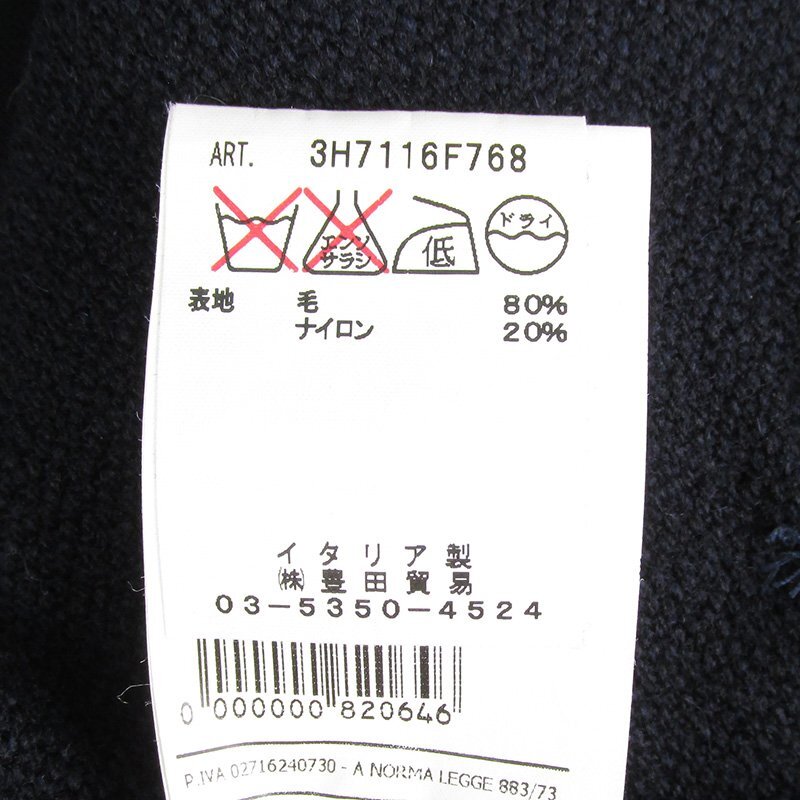 ART. 3H7116F768
エンソ サラシ 低 ドライ
表地 毛 80%
ナイロン 20%
イタリア製
㈱豊田貿易
03-5350-4524
0 000000 820646
P.IVA 02716240730 - A NORMA LEGGE 883/73